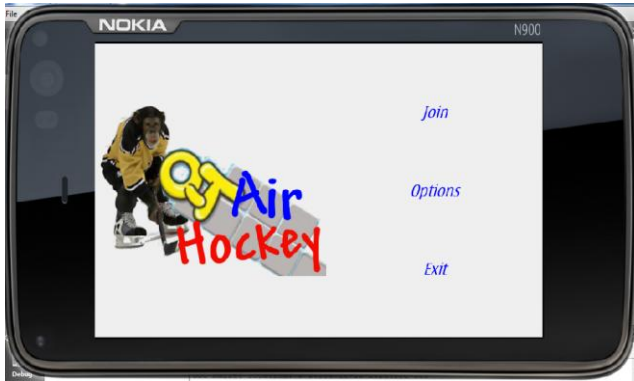 File
NOKIA
N900
Join
QT Air
Options
Hockey
Exit
Debug